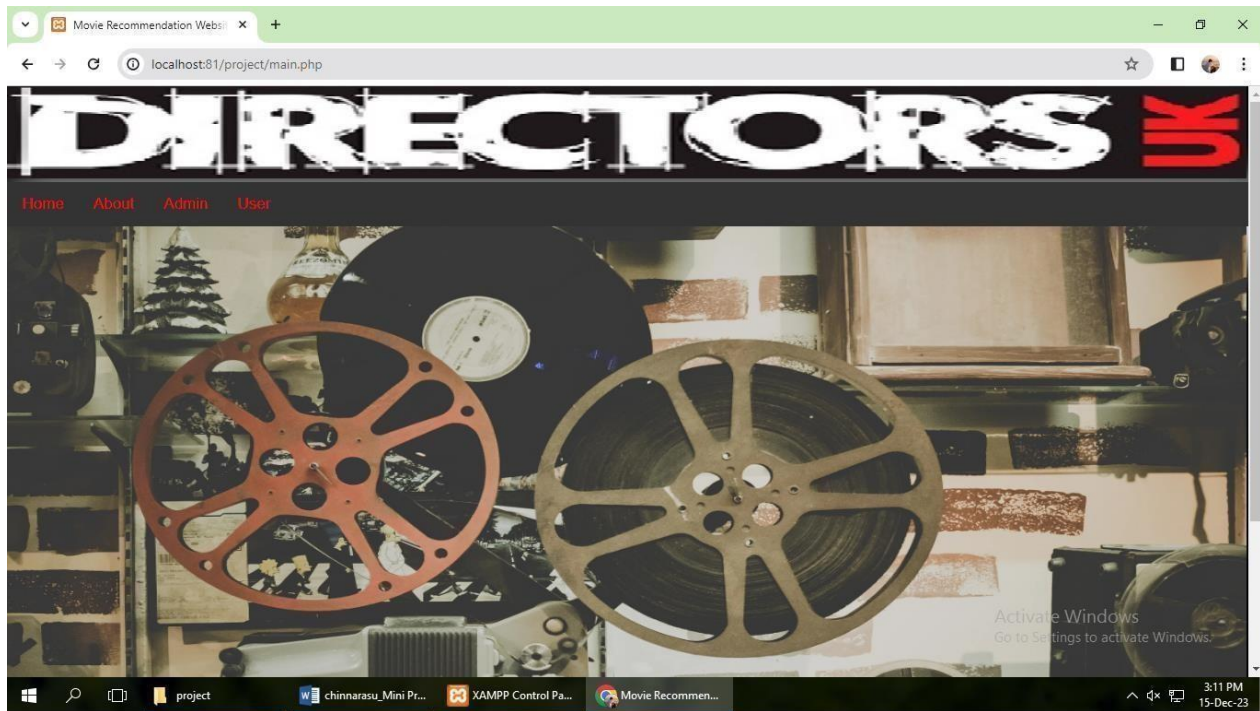 Movie Recommendation Websi
localhost:81/project/main.php
DIRECTORS UK
Home About Admin User
Activate Windows
Go to Settings to activate Windows.
project
chinnarasu_Mini Pr...
XAMPP Control Pa...
Movie Recommen...
3:11 PM
15-Dec-23